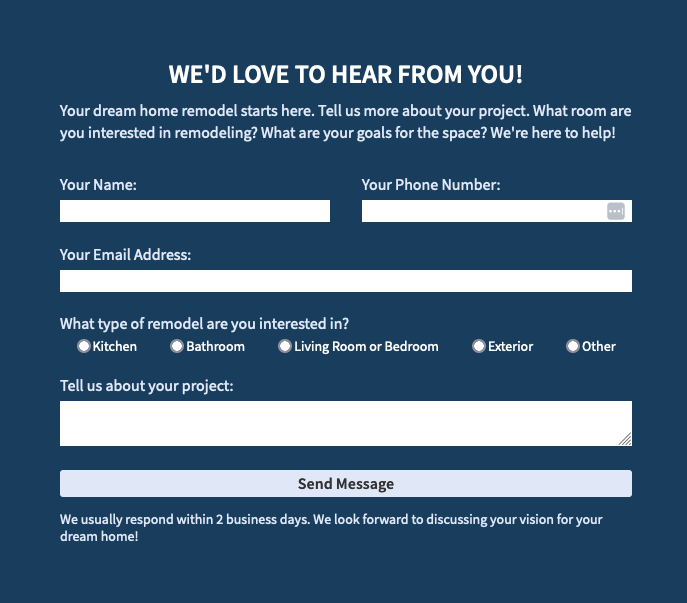 WE'D LOVE TO HEAR FROM YOU!
Your dream home remodel starts here. Tell us more about your project. What room are
you interested in remodeling? What are your goals for the space? We're here to help!
Your Name:
Your Phone Number:
Your Email Address:
What type of remodel are you interested in?
Kitchen Bathroom Living Room or Bedroom Exterior Other
Tell us about your project:
Send Message
We usually respond within 2 business days. We look forward to discussing your vision for your
dream home!